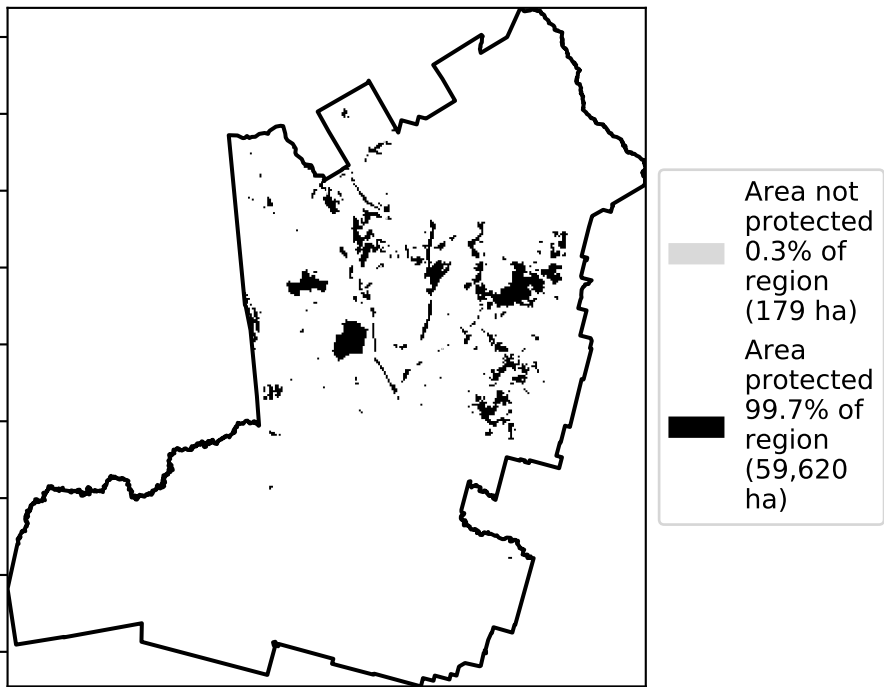 Area not
protected
0.3% of
region
(179 ha)
Area
protected
99.7% of
region
(59,620
ha)